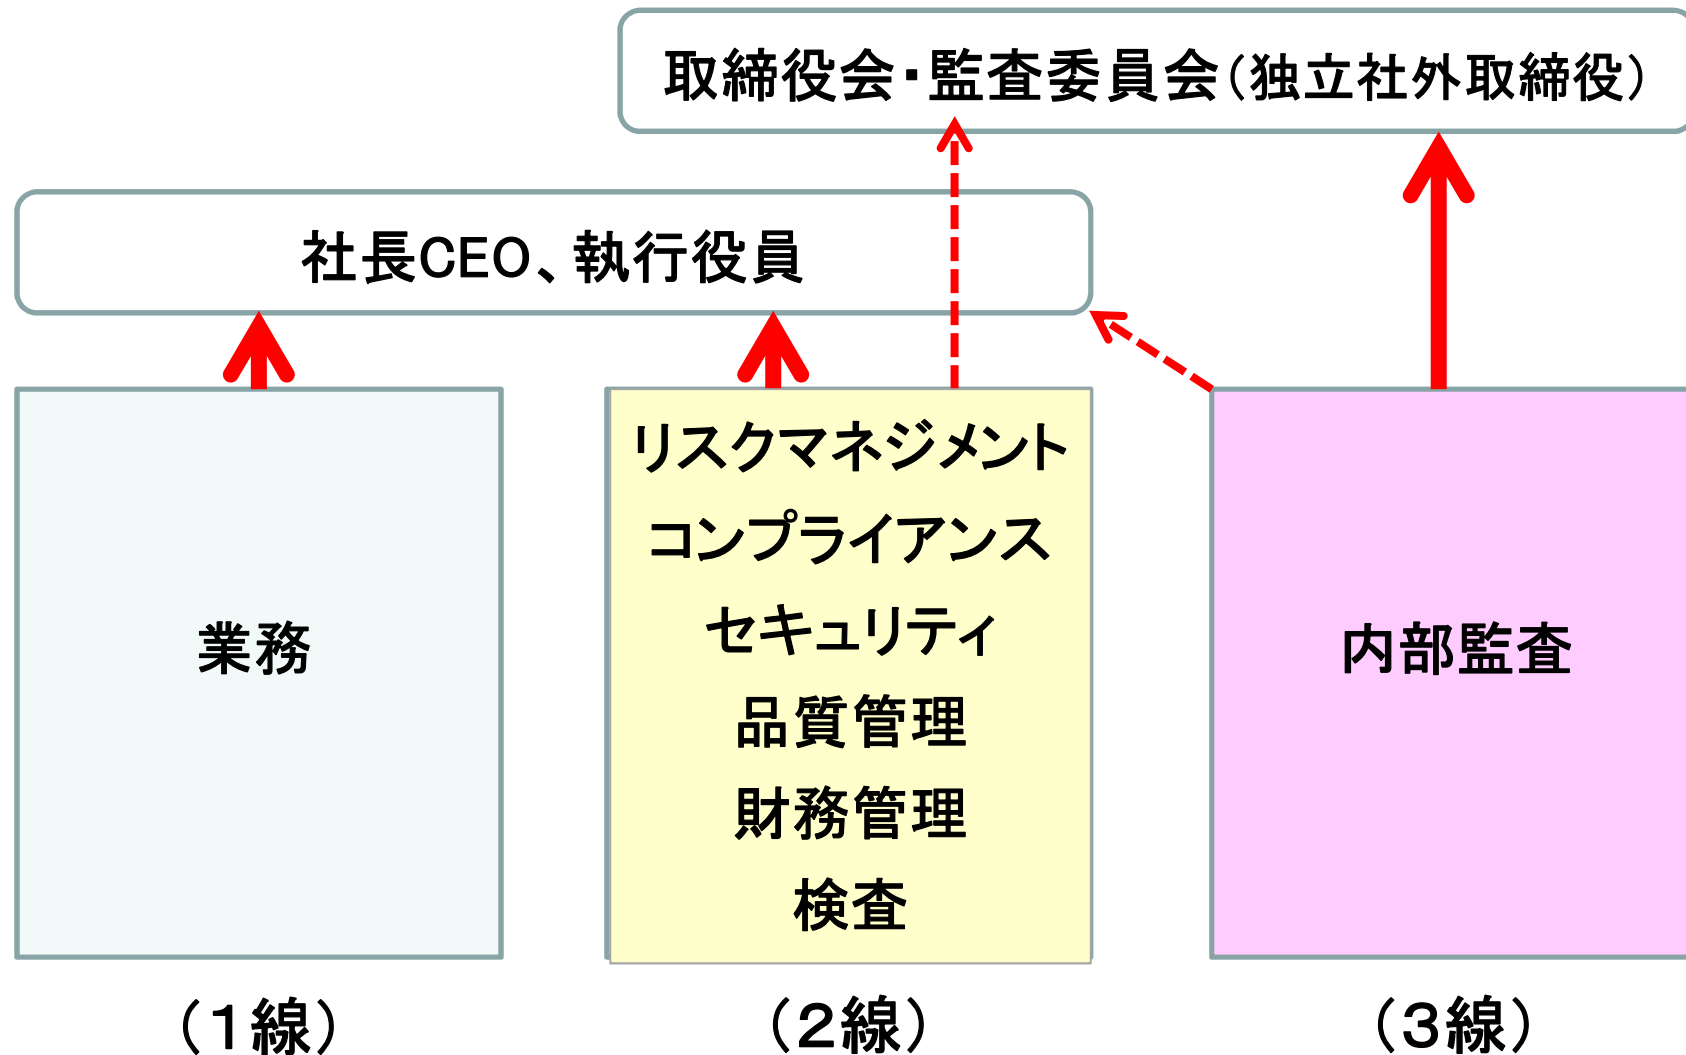 取締役会・監査委員会(独立社外取締役)
社長CEO、執行役員
業務
リスクマネジメント
コンプライアンス
セキュリティ
品質管理
財務管理
検査
内部監査
(1線)
(2線)
(3線)